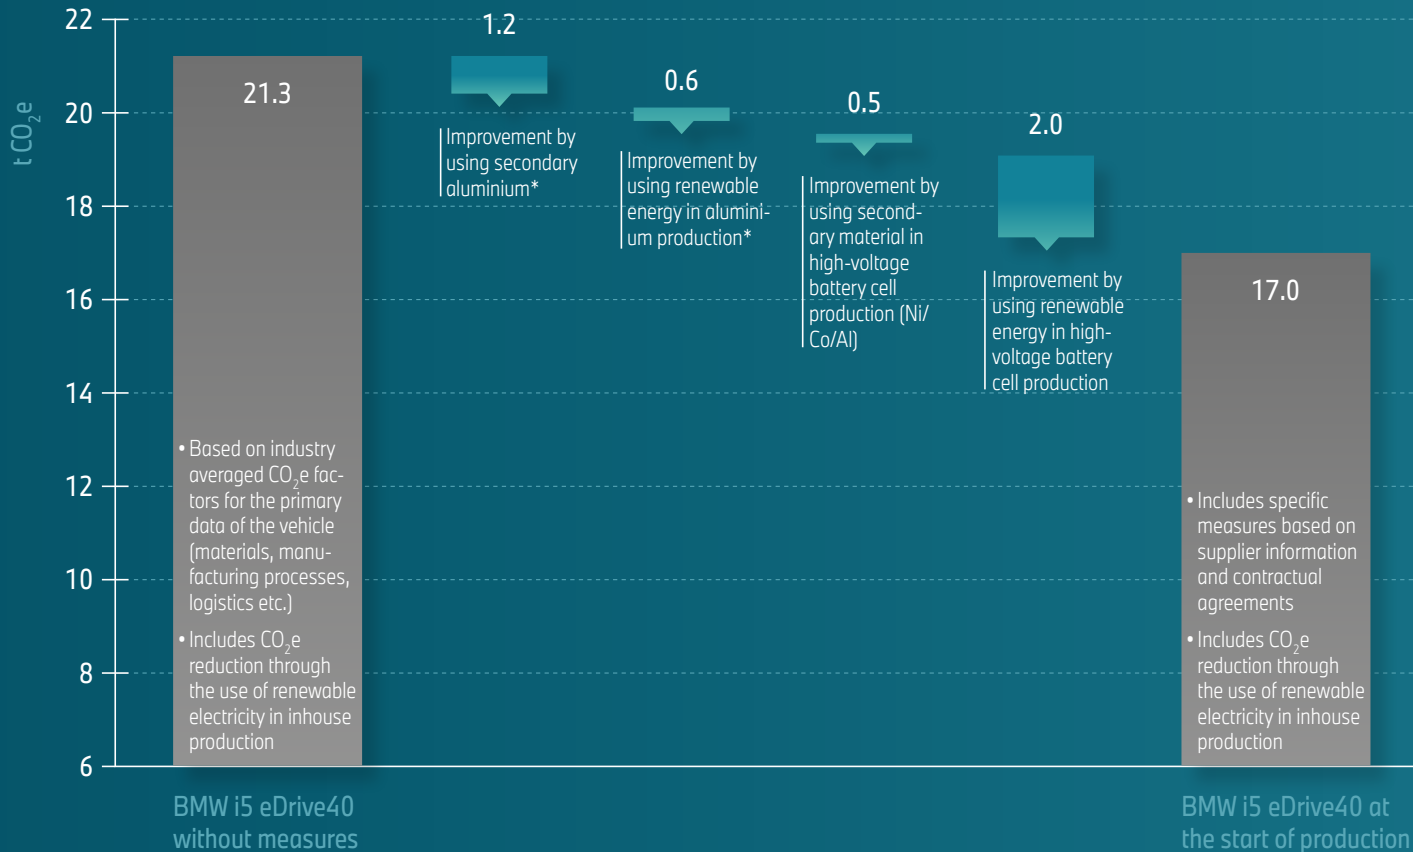 t CO₂e
22
20
18
16
14
12
10
8
6
21.3
• Based on industry
averaged CO₂e fac-
tors for the primary
data of the vehicle
(materials, manu-
facturing processes,
logistics etc.)
• Includes CO₂e
reduction through
the use of renewable
electricity in inhouse
production
BMW i5 eDrive40
without measures
1.2
Improvement by
using secondary
aluminium*
0.6
Improvement by
using renewable
energy in alumini-
um production*
0.5
Improvement by
using second-
ary material in
high-voltage
battery cell
production (Ni/
Co/Al)
2.0
Improvement by
using renewable
energy in high-
voltage battery
cell production
17.0
• Includes specific
measures based on
supplier information
and contractual
agreements
• Includes CO₂e
reduction through
the use of renewable
electricity in inhouse
production
BMW i5 eDrive40 at
the start of production